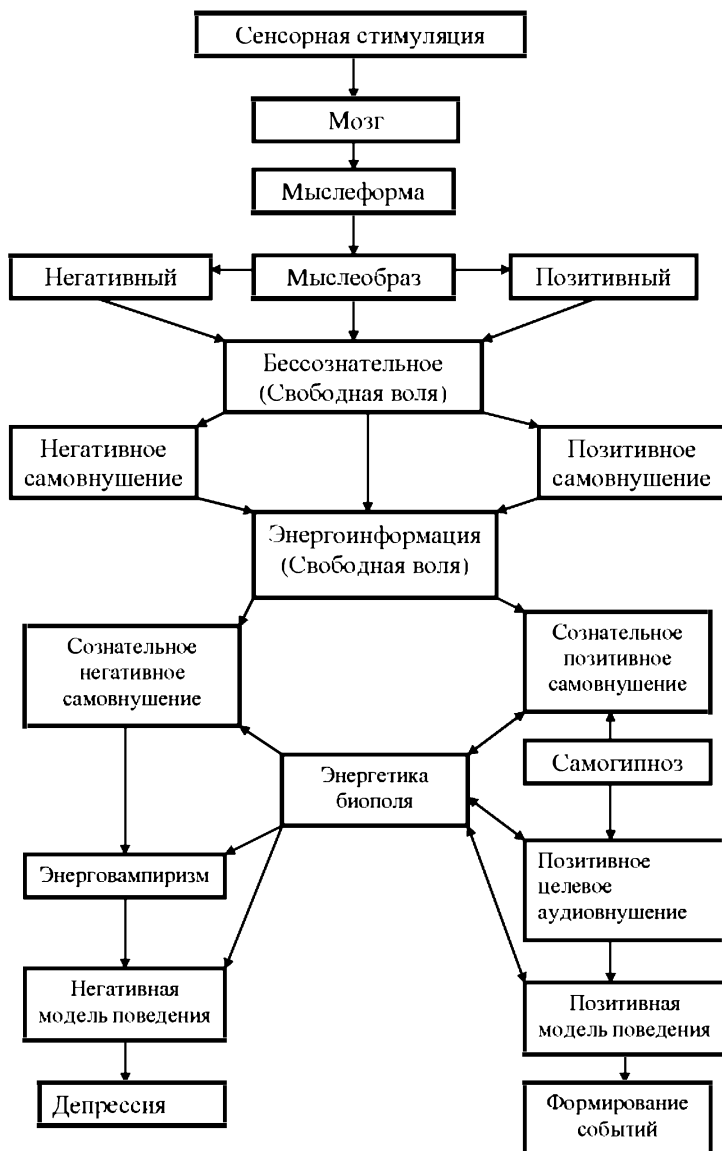 Сенсорная стимуляция
Мозг
Мыслеформа
Негативный
Мыслеобраз
Позитивный
Бессознательное
(Свободная воля)
Негативное
самовнушение
Позитивное
самовнушение
Энергоинформация
(Свободная воля)
Сознательное
негативное
самовнушение
Сознательное
позитивное
самовнушение
Самогипноз
Энергетика
биополя
Энерговампиризм
Позитивное
целевое
аудиовнушение
Негативная
модель поведения
Позитивная
модель поведения
Депрессия
Формирование
событий